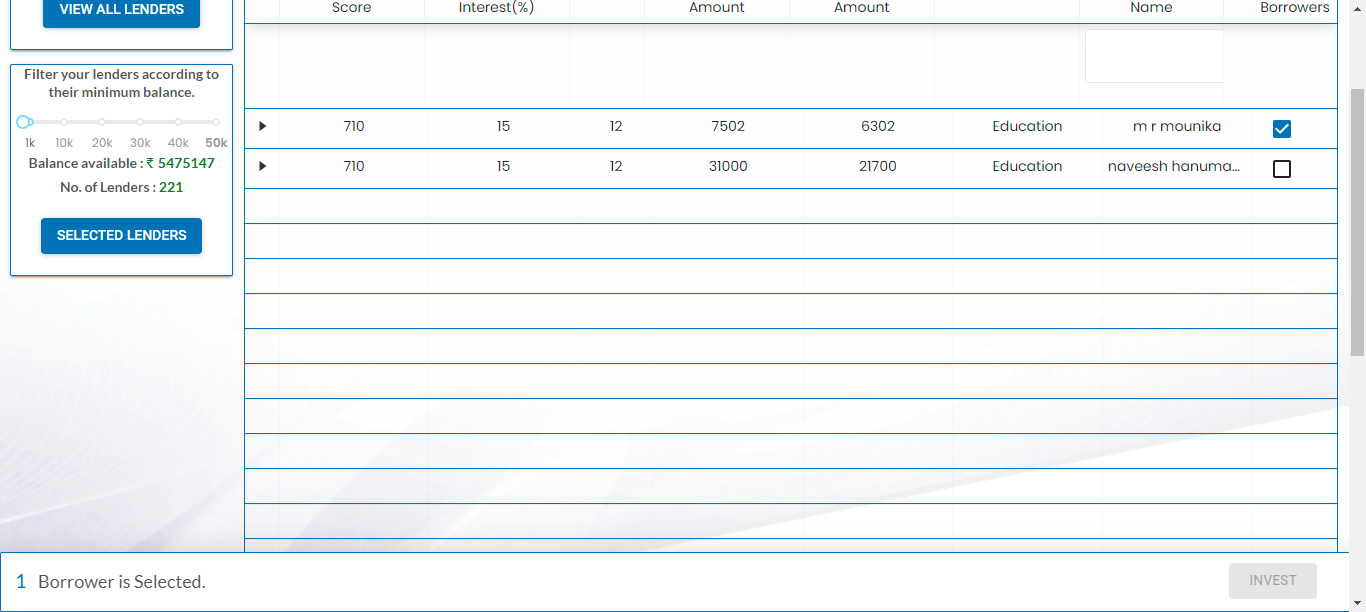 VIEW ALL LENDERS
Filter your lenders according to
their minimum balance.
1k 10k 20k 30k 40k 50k
Balance available : ₹ 5475147
No. of Lenders : 221
SELECTED LENDERS
Score Interest(%) Amount Amount Name Borrowers
710 15 12 7502 6302 Education m r mounika
710 15 12 31000 21700 Education naveesh hanuma...
1 Borrower is Selected.
INVEST